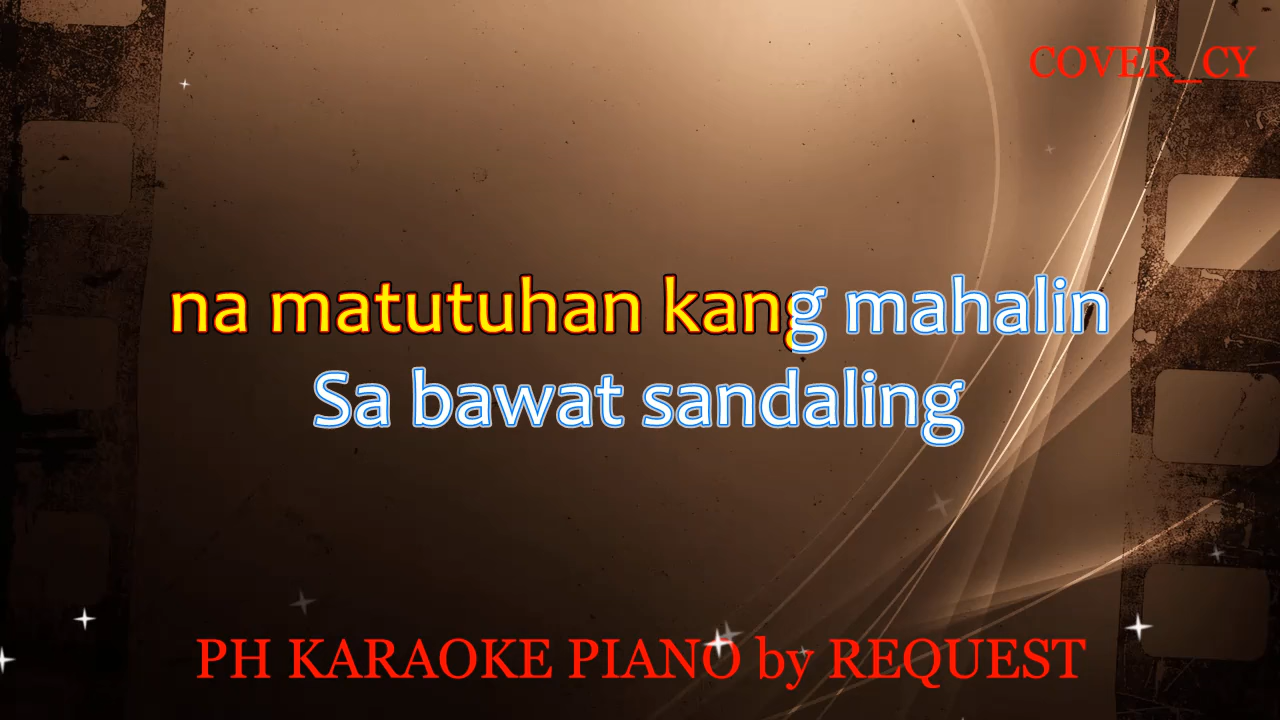 COVER_CY
na matutuhan kang mahalin
Sa bawat sandaling
PH KARAOKE PIANO by REQUEST